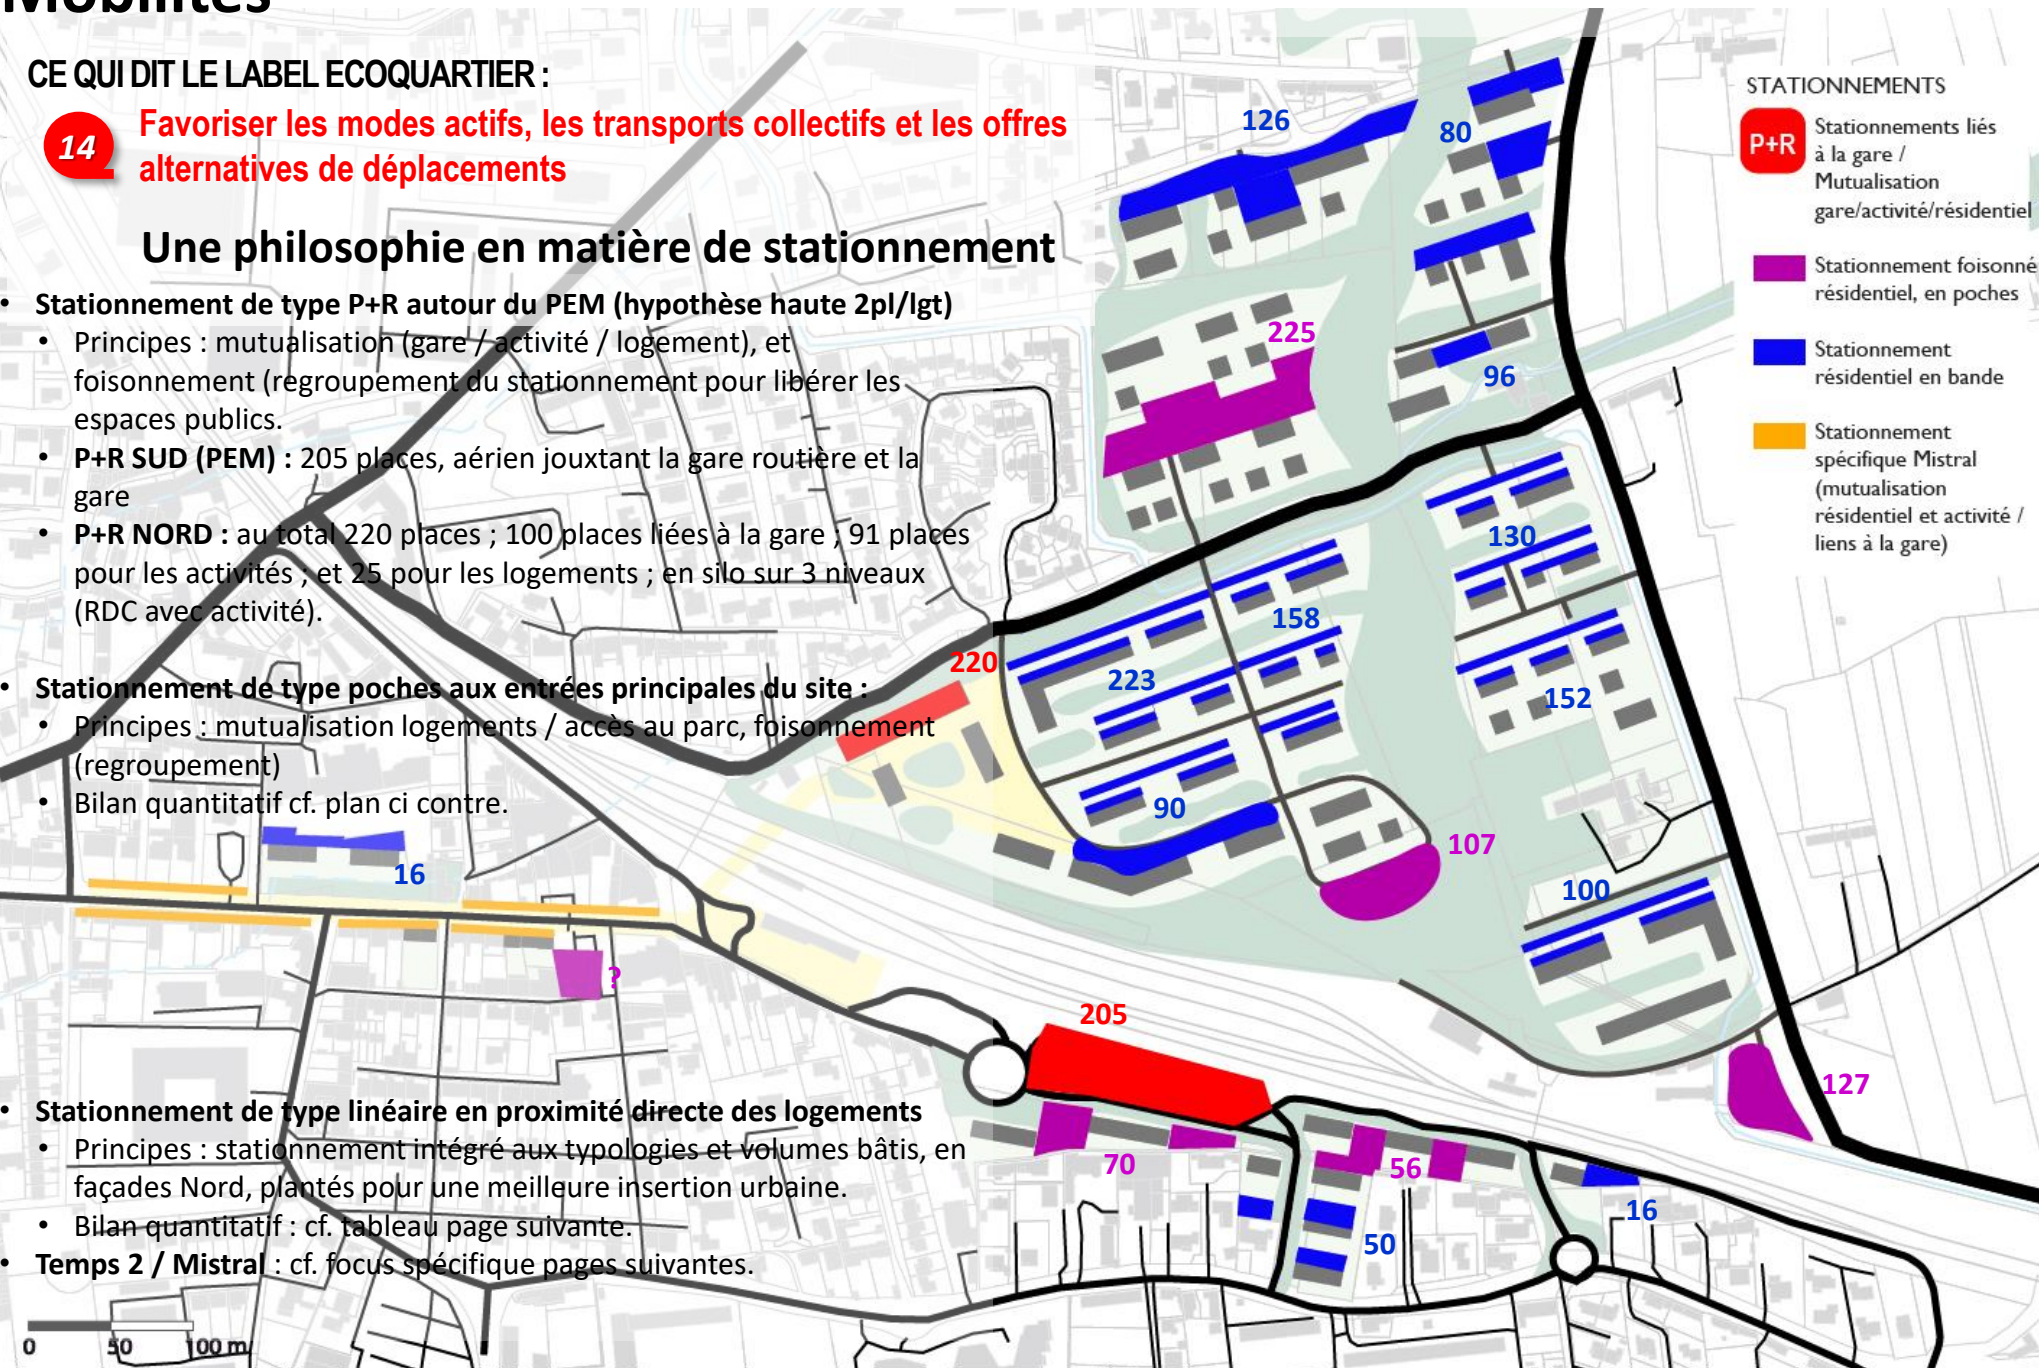 Mobilités
CE QUI DIT LE LABEL ECOQUARTIER :
14
Favoriser les modes actifs, les transports collectifs et les offres
alternatives de déplacements
Une philosophie en matière de stationnement
• Stationnement de type P+R autour du PEM (hypothèse haute 2pl/lgt)
• Principes : mutualisation (gare / activité / logement), et
foisonnement (regroupement du stationnement pour libérer les
espaces publics.
• P+R SUD (PEM) : 205 places, aérien jouxtant la gare routière et la
gare
• P+R NORD : au total 220 places ; 100 places liées à la gare ; 91 places
pour les activités ; et 25 pour les logements ; en silo sur 3 niveaux
(RDC avec activité).
• Stationnement de type poches aux entrées principales du site :
• Principes : mutualisation logements / accès au parc, foisonnement
(regroupement)
• Bilan quantitatif cf. plan ci contre.
• Stationnement de type linéaire en proximité directe des logements
• Principes : stationnement intégré aux typologies et volumes bâtis, en
façades Nord, plantés pour une meilleure insertion urbaine.
• Bilan quantitatif : cf. tableau page suivante.
• Temps 2 / Mistral : cf. focus spécifique pages suivantes.
0 50 100 m
126
80
225
96
130
158
220
223
152
90
107
16
100
?
205
127
70
56
16
50
STATIONNEMENTS
P+R
Stationnements liés
à la gare /
Mutualisation
gare/activité/résidentiel
Stationnement foisonné
résidentiel, en poches
Stationnement
résidentiel en bande
Stationnement
spécifique Mistral
(mutualisation
résidentiel et activité /
liens à la gare)